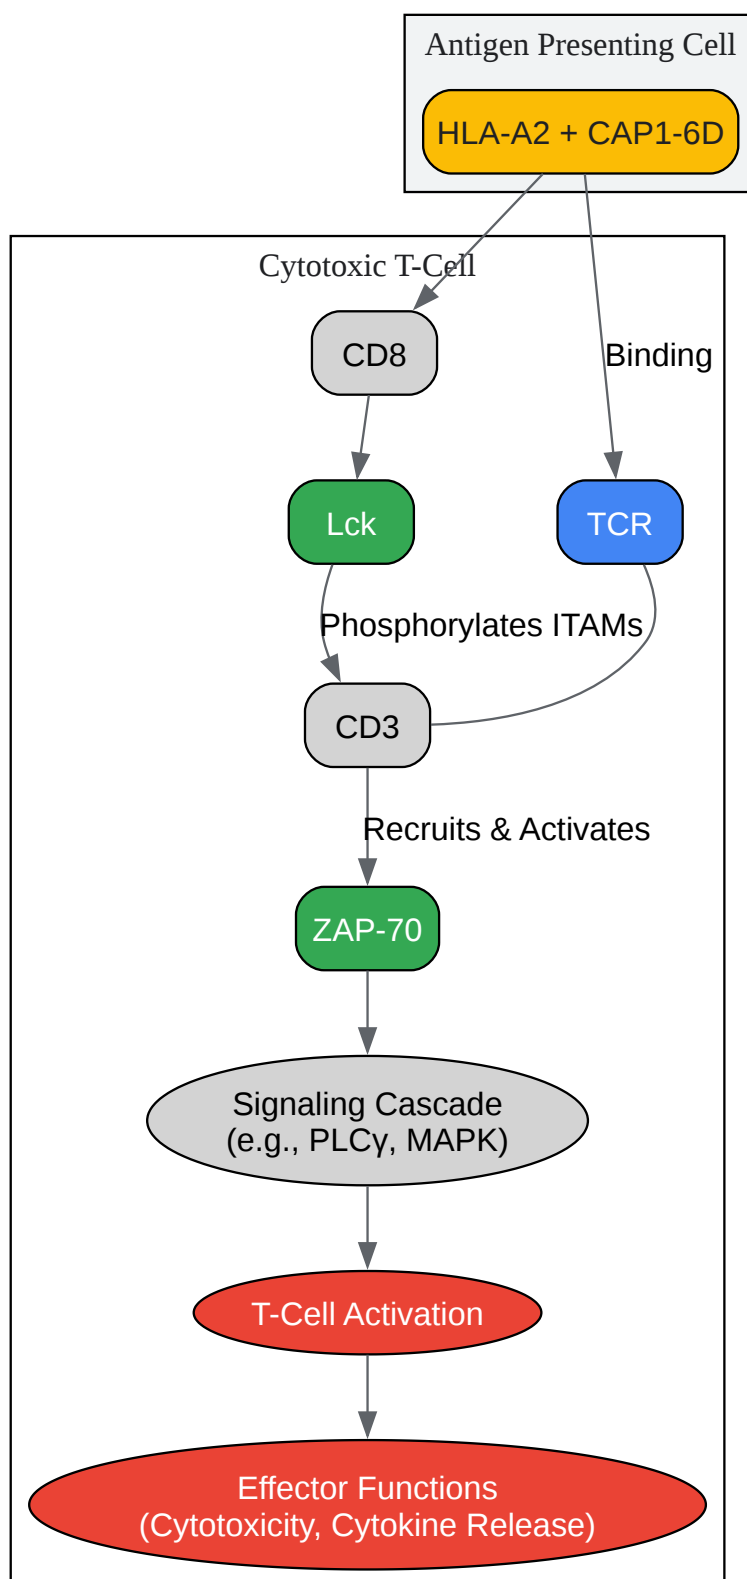 Antigen Presenting Cell
HLA-A2 + CAP1-6D
Cytotoxic T-Cell
CD8
Binding
Lck
TCR
Phosphorylates ITAMs
CD3
Recruits & Activates
ZAP-70
Signaling Cascade
(e.g., PLCγ, MAPK)
T-Cell Activation
Effector Functions
(Cytotoxicity, Cytokine Release)